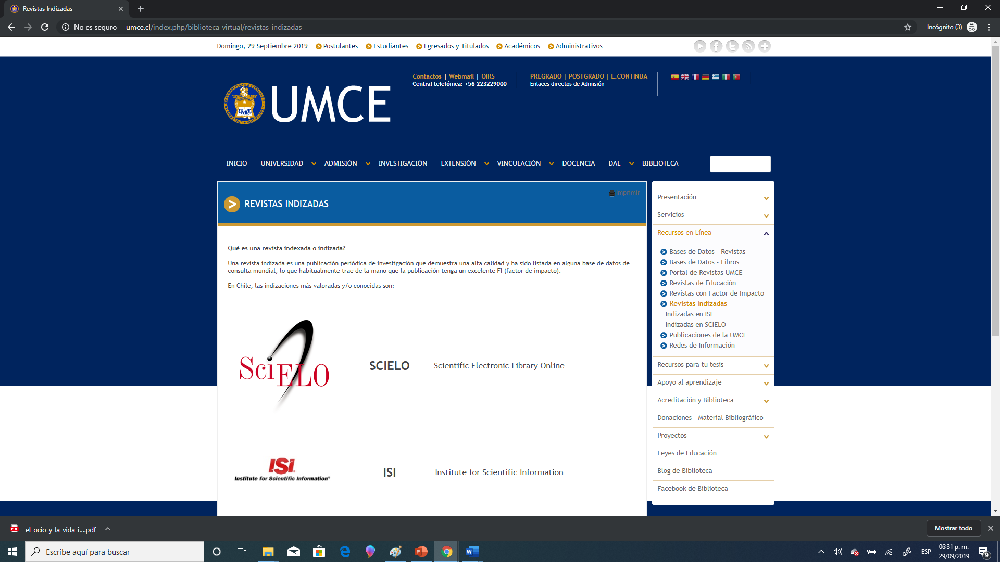 Revistas Indizadas
No es seguro umce.cl/index.php/biblioteca-virtual/revistas-indizadas
Incógnito (3)
Domingo, 29 Septiembre 2019 Postulantes Estudiantes Egresados y Titulados Académicos Administrativos
Contactos | Webmail | OIRS
Central telefónica: +56 223229000
PREGRADO | POSTGRADO | E.CONTINUA
Enlaces directos de Admisión
UMCE
INICIO UNIVERSIDAD ADMISIÓN INVESTIGACIÓN EXTENSIÓN VINCULACIÓN DOCENCIA DAE BIBLIOTECA
Imprimir
REVISTAS INDIZADAS
Qué es una revista indexada o indizada?
Una revista indizada es una publicación periódica de investigación que demuestra una alta calidad y ha sido listada en alguna base de datos de
consulta mundial, lo que habitualmente trae de la mano que la publicación tenga un excelente FI (factor de impacto).
En Chile, las indizaciones más valoradas y/o conocidas son:
SciELO
SCIELO
Scientific Electronic Library Online
ISI
Institute for Scientific Information
ISI
Institute for Scientific Information
Presentación
Servicios
Recursos en Línea
Bases de Datos - Revistas
Bases de Datos - Libros
Portal de Revistas UMCE
Revistas de Educación
Revistas con Factor de Impacto
Revistas Indizadas
Indizadas en ISI
Indizadas en SCIELO
Publicaciones de la UMCE
Redes de Información
Recursos para tu tesis
Apoyo al aprendizaje
Acreditación y Biblioteca
Donaciones - Material Bibliográfico
Proyectos
Leyes de Educación
Blog de Biblioteca
Facebook de Biblioteca
el-ocio-y-la-vida-i....pdf
Mostrar todo
Escribe aquí para buscar
ESP
06:31 p. m.
29/09/2019
9